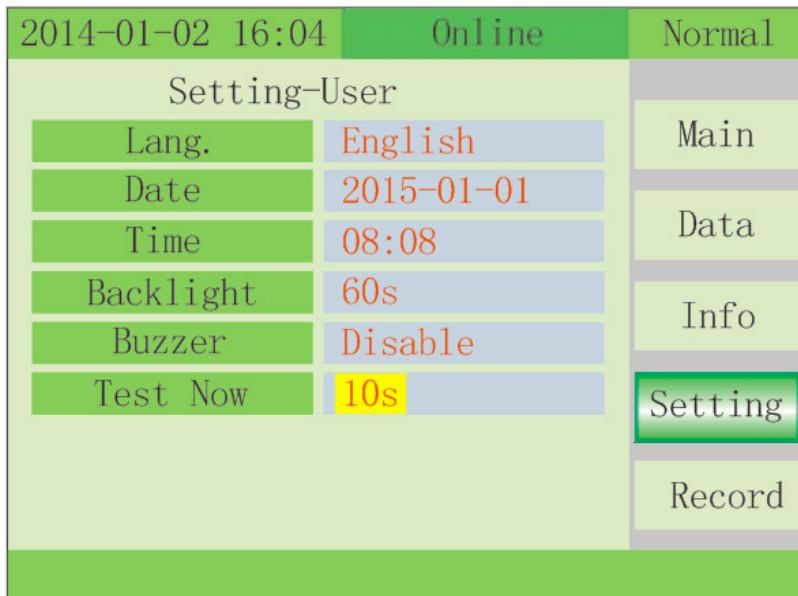 2014-01-02 16:04 Online Normal
Setting-User
Lang. English
Date 2015-01-01
Time 08:08
Backlight 60s
Buzzer Disable
Test Now 10s
Main
Data
Info
Setting
Record